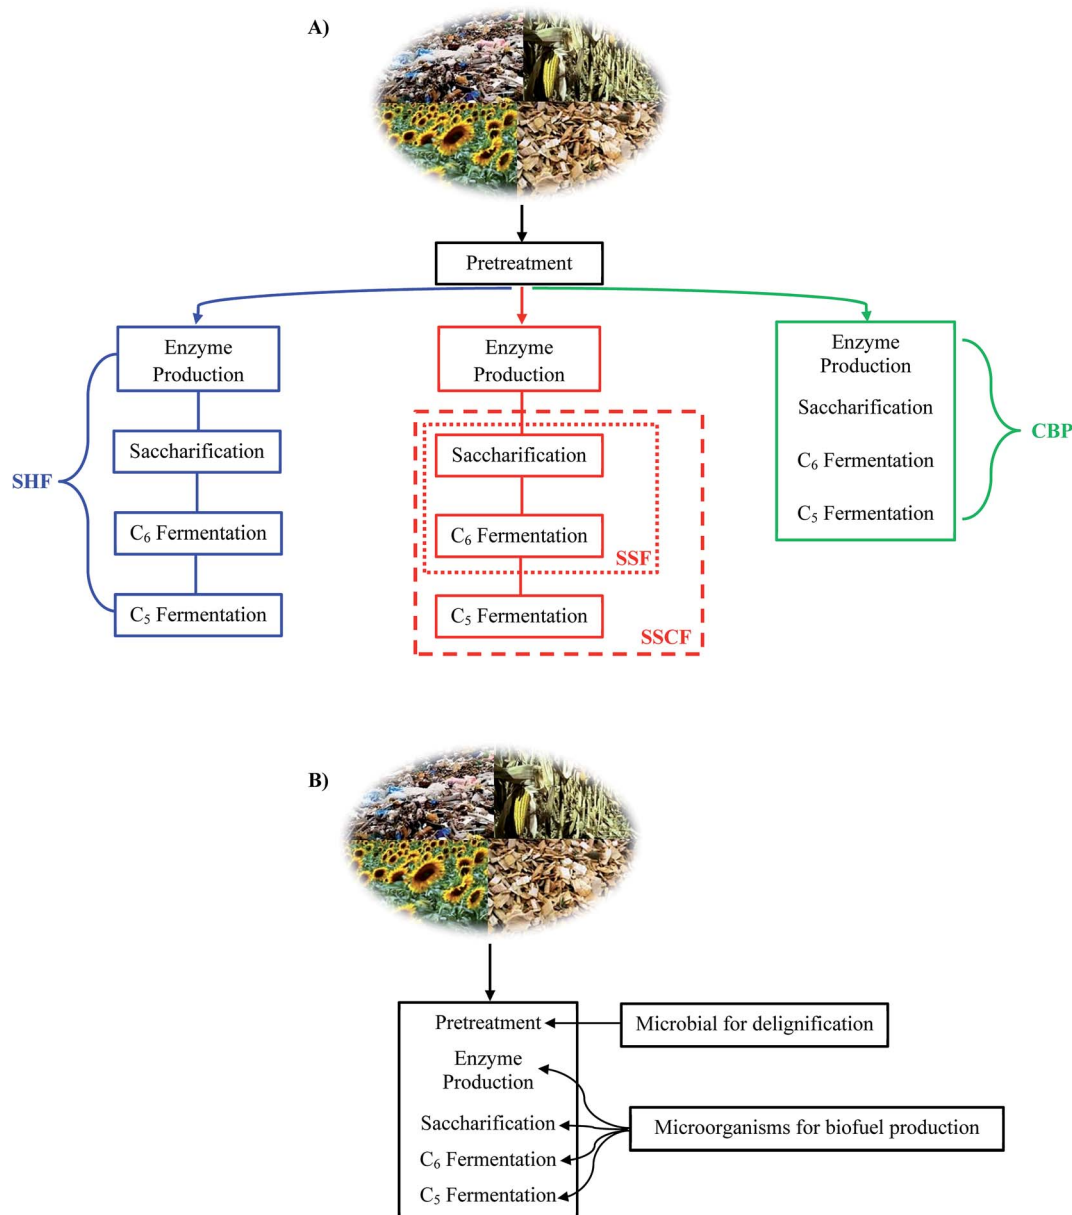 A)
Pretreatment
Enzyme
Production
Saccharification
C₆ Fermentation
C₅ Fermentation
SHF
Enzyme
Production
Saccharification
C₆ Fermentation
SSF
C₅ Fermentation
SSCF
Enzyme
Production
Saccharification
C₆ Fermentation
C₅ Fermentation
CBP
B)
Pretreatment
Microbial for delignification
Enzyme
Production
Saccharification
C₆ Fermentation
C₅ Fermentation
Microorganisms for biofuel production